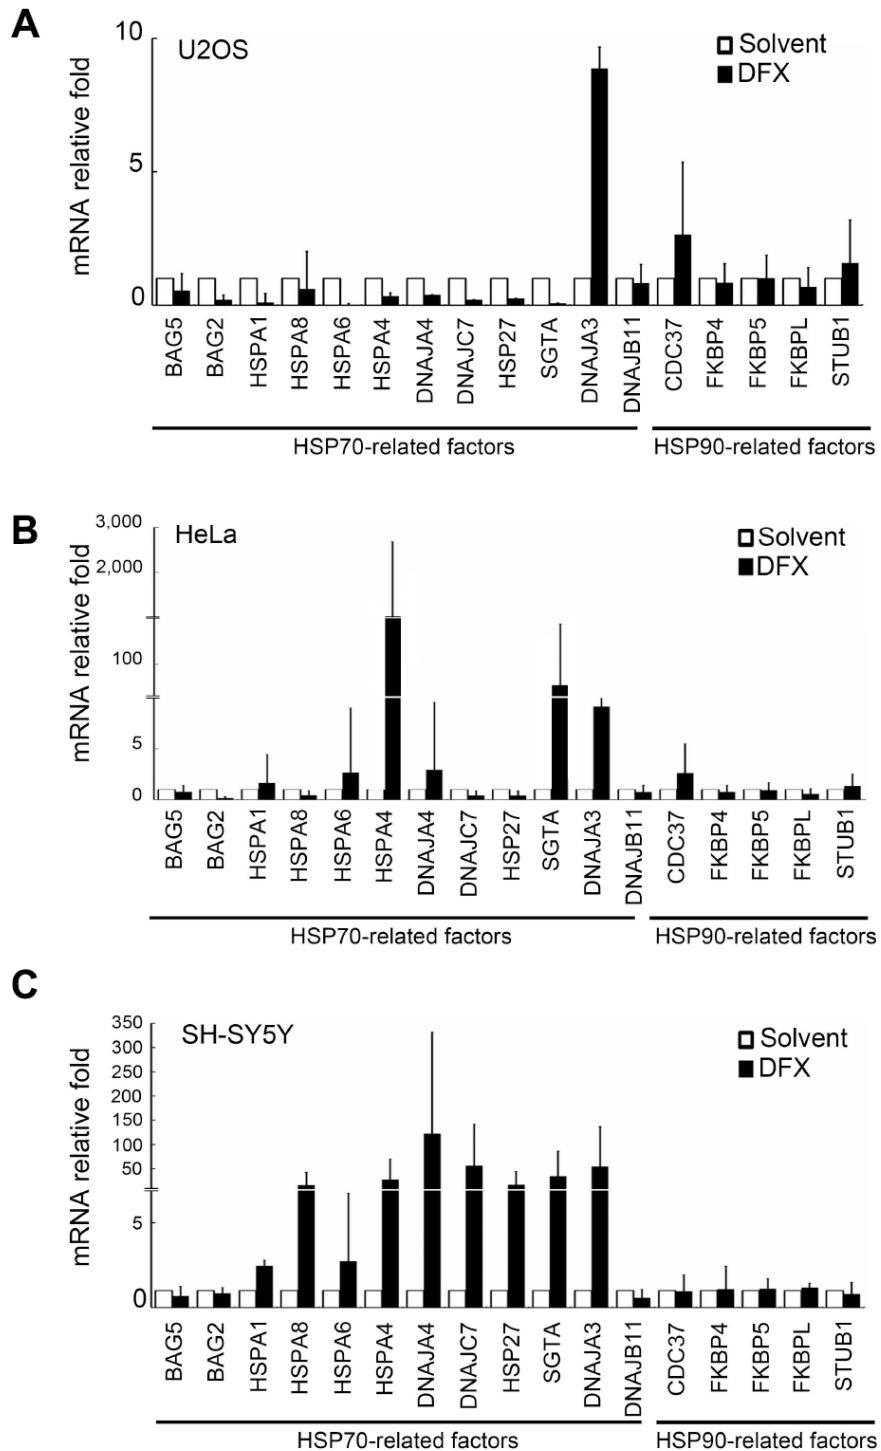 A
U2OS
Solvent
DFX
mRNA relative fold
10
5
0
BAG5
BAG2
HSPA1
HSPA8
HSPA6
HSPA4
DNAJA4
DNAJC7
HSP27
SGTA
DNAJA3
DNAJB11
CDC37
FKBP4
FKBP5
FKBPL
STUB1
HSP70-related factors
HSP90-related factors
B
HeLa
Solvent
DFX
mRNA relative fold
3,000
2,000
100
5
0
BAG5
BAG2
HSPA1
HSPA8
HSPA6
HSPA4
DNAJA4
DNAJC7
HSP27
SGTA
DNAJA3
DNAJB11
CDC37
FKBP4
FKBP5
FKBPL
STUB1
HSP70-related factors
HSP90-related factors
C
SH-SY5Y
Solvent
DFX
mRNA relative fold
350
300
250
200
150
100
50
5
0
BAG5
BAG2
HSPA1
HSPA8
HSPA6
HSPA4
DNAJA4
DNAJC7
HSP27
SGTA
DNAJA3
DNAJB11
CDC37
FKBP4
FKBP5
FKBPL
STUB1
HSP70-related factors
HSP90-related factors